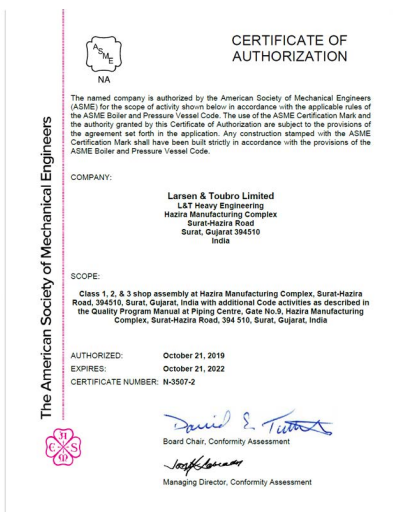 ASME
NA
CERTIFICATE OF
AUTHORIZATION
The named company is authorized by the American Society of Mechanical Engineers
(ASME) for the scope of activity shown below in accordance with the applicable rules of
the ASME Boiler and Pressure Vessel Code. The use of the ASME Certification Mark and
the authority granted by this Certificate of Authorization are subject to the provisions of
the agreement set forth in the application. Any construction stamped with the ASME
Certification Mark shall have been built strictly in accordance with the provisions of the
ASME Boiler and Pressure Vessel Code.
COMPANY:
Larsen & Toubro Limited
L&T Heavy Engineering
Hazira Manufacturing Complex
Surat-Hazira Road
Surat, Gujarat 394510
India
SCOPE:
Class 1, 2, & 3 shop assembly at Hazira Manufacturing Complex, Surat-Hazira
Road, 394510, Surat, Gujarat, India with additional Code activities as described in
the Quality Program Manual at Piping Centre, Gate No.9, Hazira Manufacturing
Complex, Surat-Hazira Road, 394 510, Surat, Gujarat, India
AUTHORIZED: October 21, 2019
EXPIRES: October 21, 2022
CERTIFICATE NUMBER: N-3507-2
David E. 
Board Chair, Conformity Assessment
Managing Director, Conformity Assessment
The American Society of Mechanical Engineers